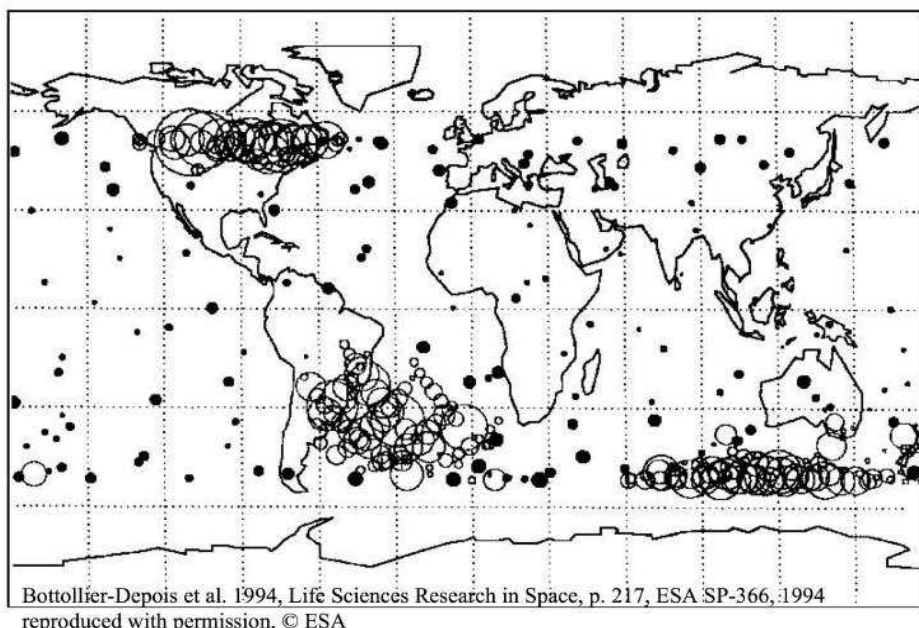 Bottollier-Depois et al. 1994, Life Sciences Research in Space, p. 217, ESA SP-366, 1994
reproduced with permission, © ESA